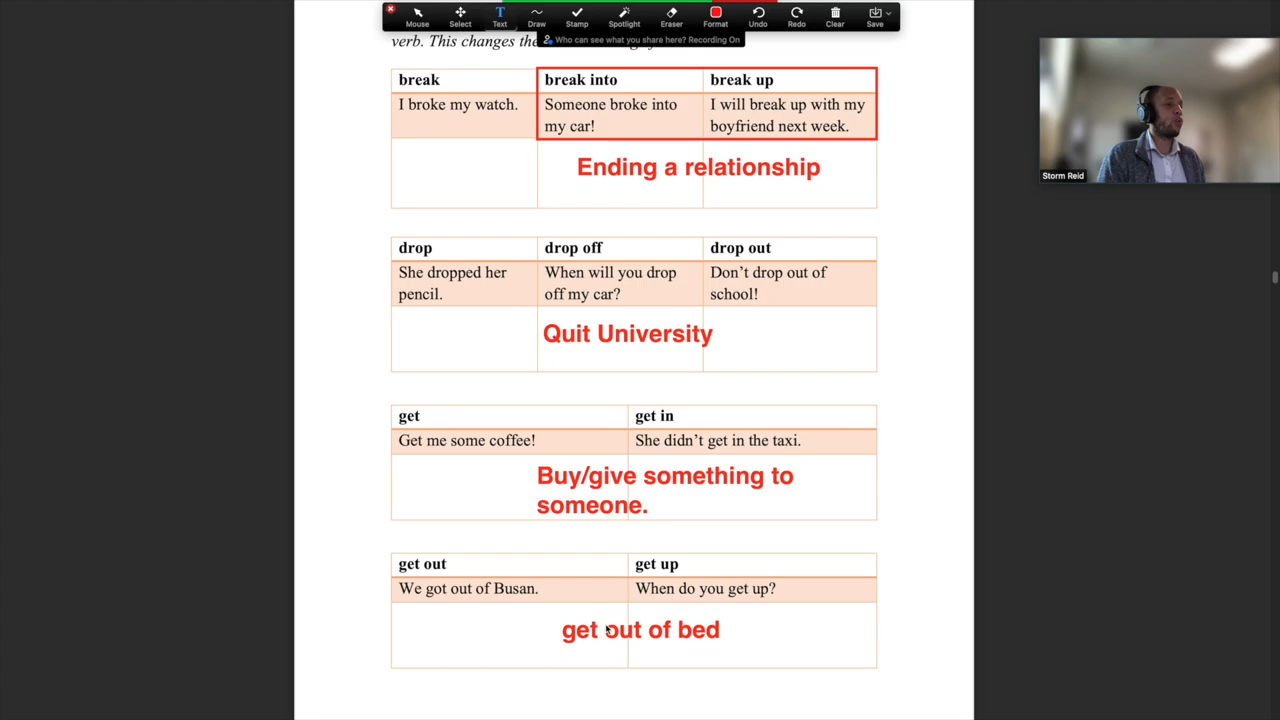 Mouse Select Text Draw Stamp Spotlight Eraser Format Undo Redo Clear Save
Who can see what you share here? Recording On
verb. This changes the
break break into break up
I broke my watch. Someone broke into my car! I will break up with my boyfriend next week.
Ending a relationship
drop drop off drop out
She dropped her pencil. When will you drop off my car? Don't drop out of school!
Quit University
get get in
Get me some coffee! She didn't get in the taxi.
Buy/give something to
someone.
get out get up
We got out of Busan. When do you get up?
get out of bed
Storm Reid